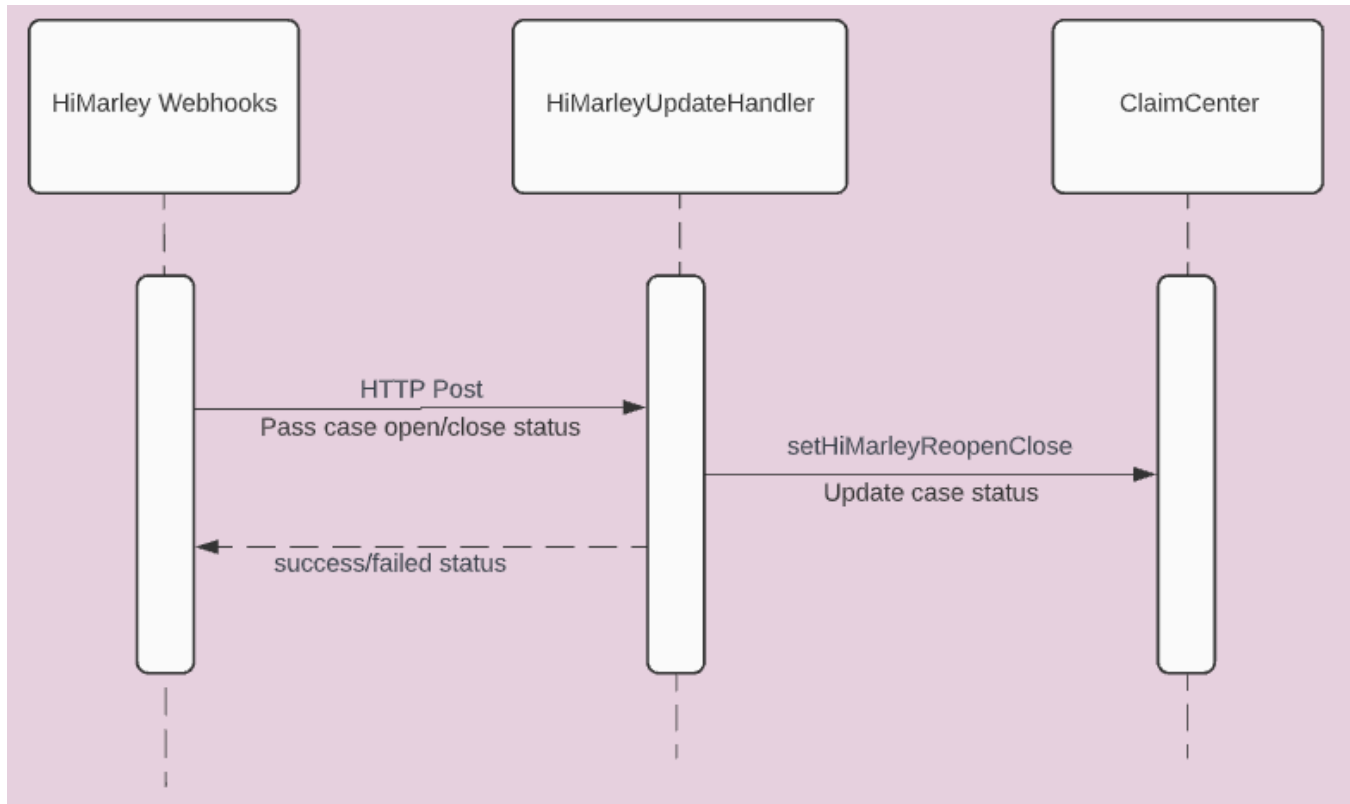 HiMarley Webhooks
HiMarleyUpdateHandler
ClaimCenter
HTTP Post
Pass case open/close status
setHiMarleyReopenClose
Update case status
success/failed status